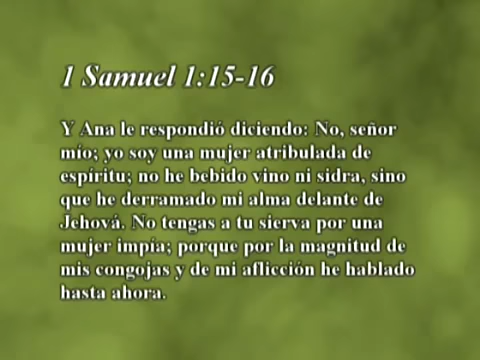 1 Samuel 1:15-16
Y Ana le respondió diciendo: No, señor
mío; yo soy una mujer atribulada de
espíritu; no he bebido vino ni sidra, sino
que he derramado mi alma delante de
Jehová. No tengas a tu sierva por una
mujer impía; porque por la magnitud de
mis congojas y de mi aflicción he hablado
hasta ahora.